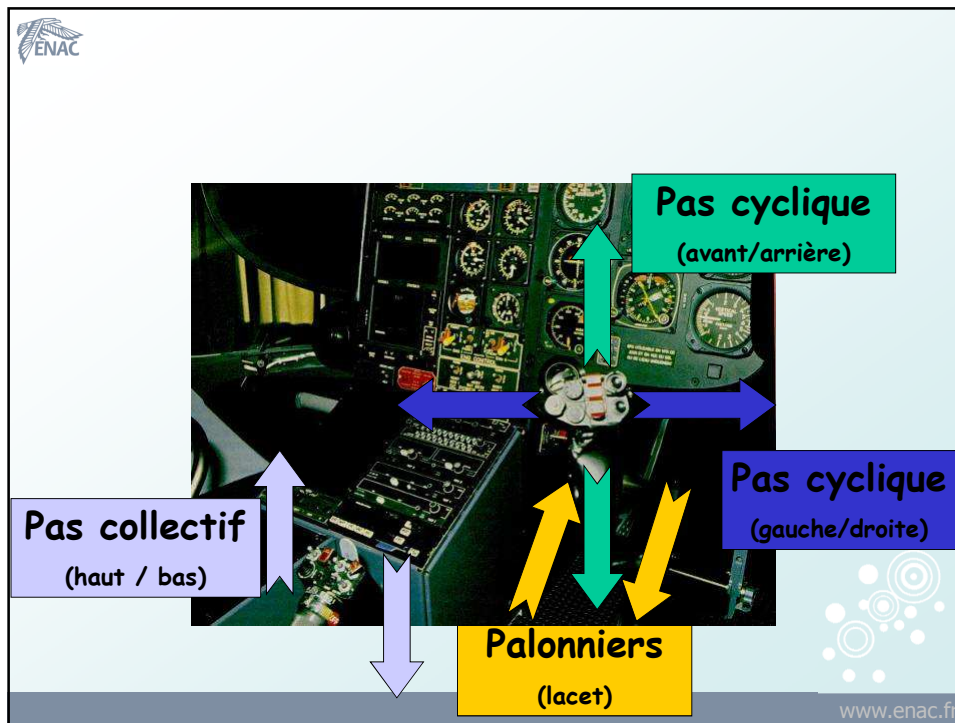 ENAC
Pas cyclique
(avant/arrière)
Pas cyclique
(gauche/droite)
Pas collectif
(haut / bas)
Palonniers
(lacet)
www.enac.fr